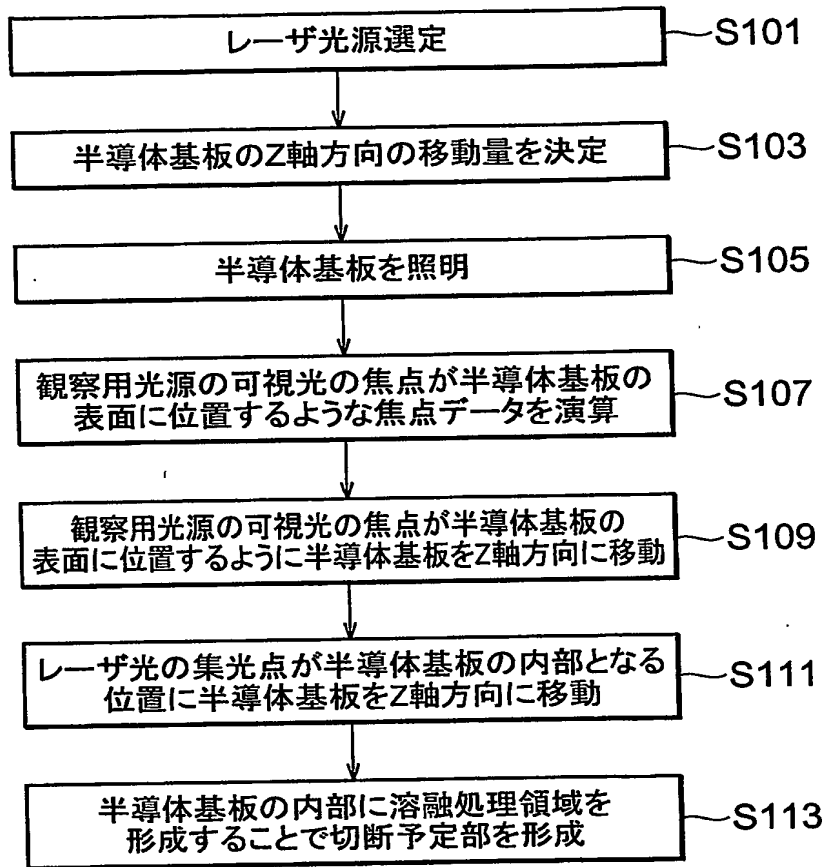 レーザ光源選定
S101
半導体基板のZ軸方向の移動量を決定
S103
半導体基板を照明
S105
観察用光源の可視光の焦点が半導体基板の
表面に位置するような焦点データを演算
S107
観察用光源の可視光の焦点が半導体基板の
表面に位置するように半導体基板をZ軸方向に移動
S109
レーザ光の集光点が半導体基板の内部となる
位置に半導体基板をZ軸方向に移動
S111
半導体基板の内部に溶融処理領域を
形成することで切断予定部を形成
S113